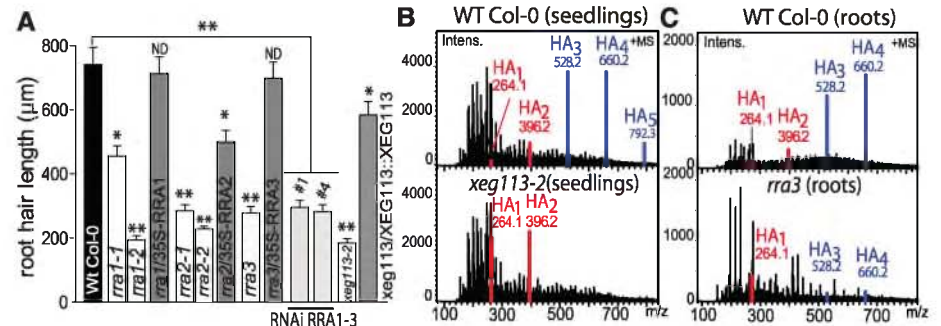 A
root hair length (µm)
800
600
400
200
0
**
ND
ND
*
**
*
**
**
*
**
#1
#4
**
*
Wt Col-0
rra1-1
rra1-2
rra1/35S-RRA1
rra2-1
rra2-2
rra2/35S-RRA2
rra3
rra3/35S-RRA3
xeg113-2
xeg113/XEG113::XEG113
RNAi RRA1-3
B
WT Col-0 (seedlings)
Intens.
+MS
4000
2000
0
HA1
264.1
HA2
396.2
HA3
528.2
HA4
660.2
HA5
792.3
xeg113-2(seedlings)
4000
2000
0
HA1
264.1
HA2
396.2
100
300
500
700
m/z
C
WT Col-0 (roots)
Intens.
+MS
2000
1000
0
HA1
264.1
HA2
396.2
HA3
528.2
HA4
660.2
rra3 (roots)
1000
0
HA1
264.1
HA3
528.2
HA4
660.2
100
300
500
700
m/z